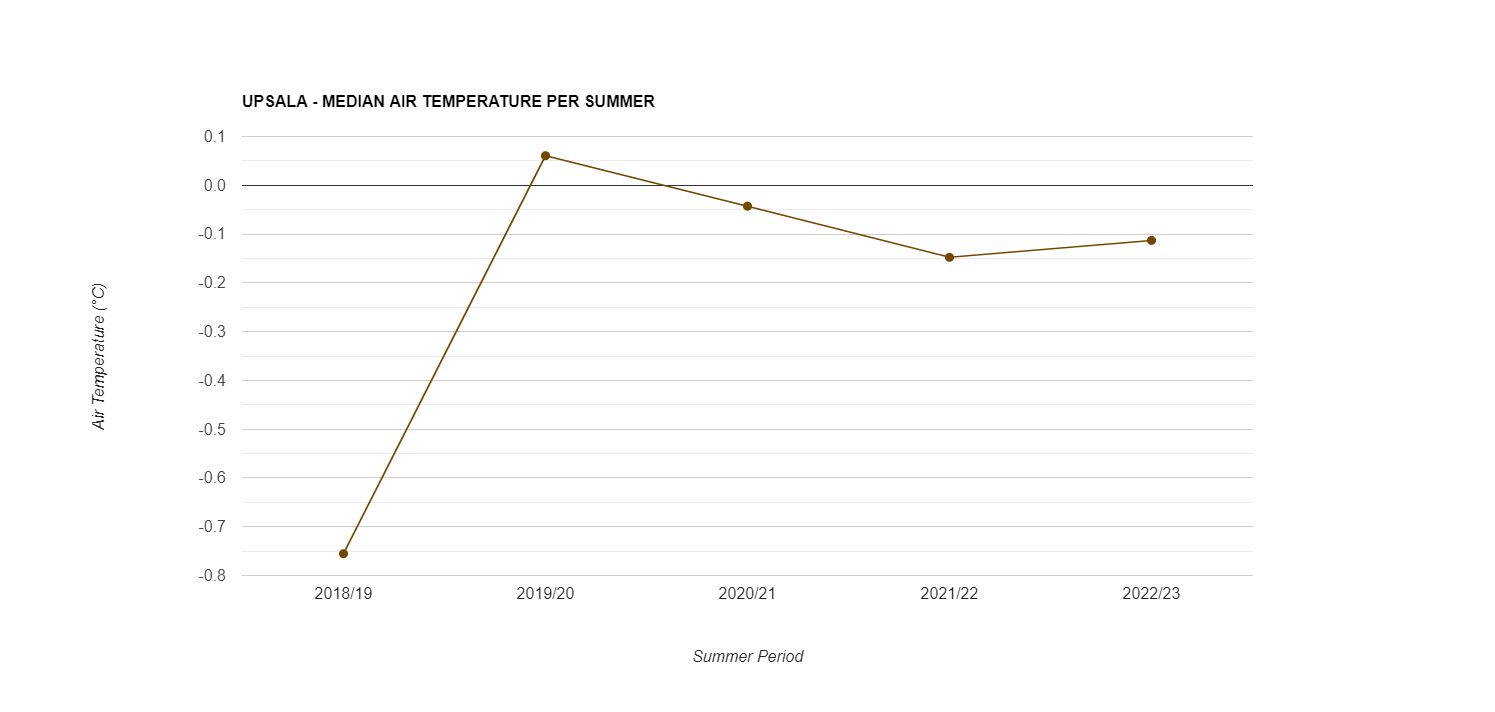 UPSALA - MEDIAN AIR TEMPERATURE PER SUMMER
0.1
0.0
-0.1
-0.2
-0.3
-0.4
-0.5
-0.6
-0.7
-0.8
Air Temperature (°C)
2018/19 2019/20 2020/21 2021/22 2022/23
Summer Period